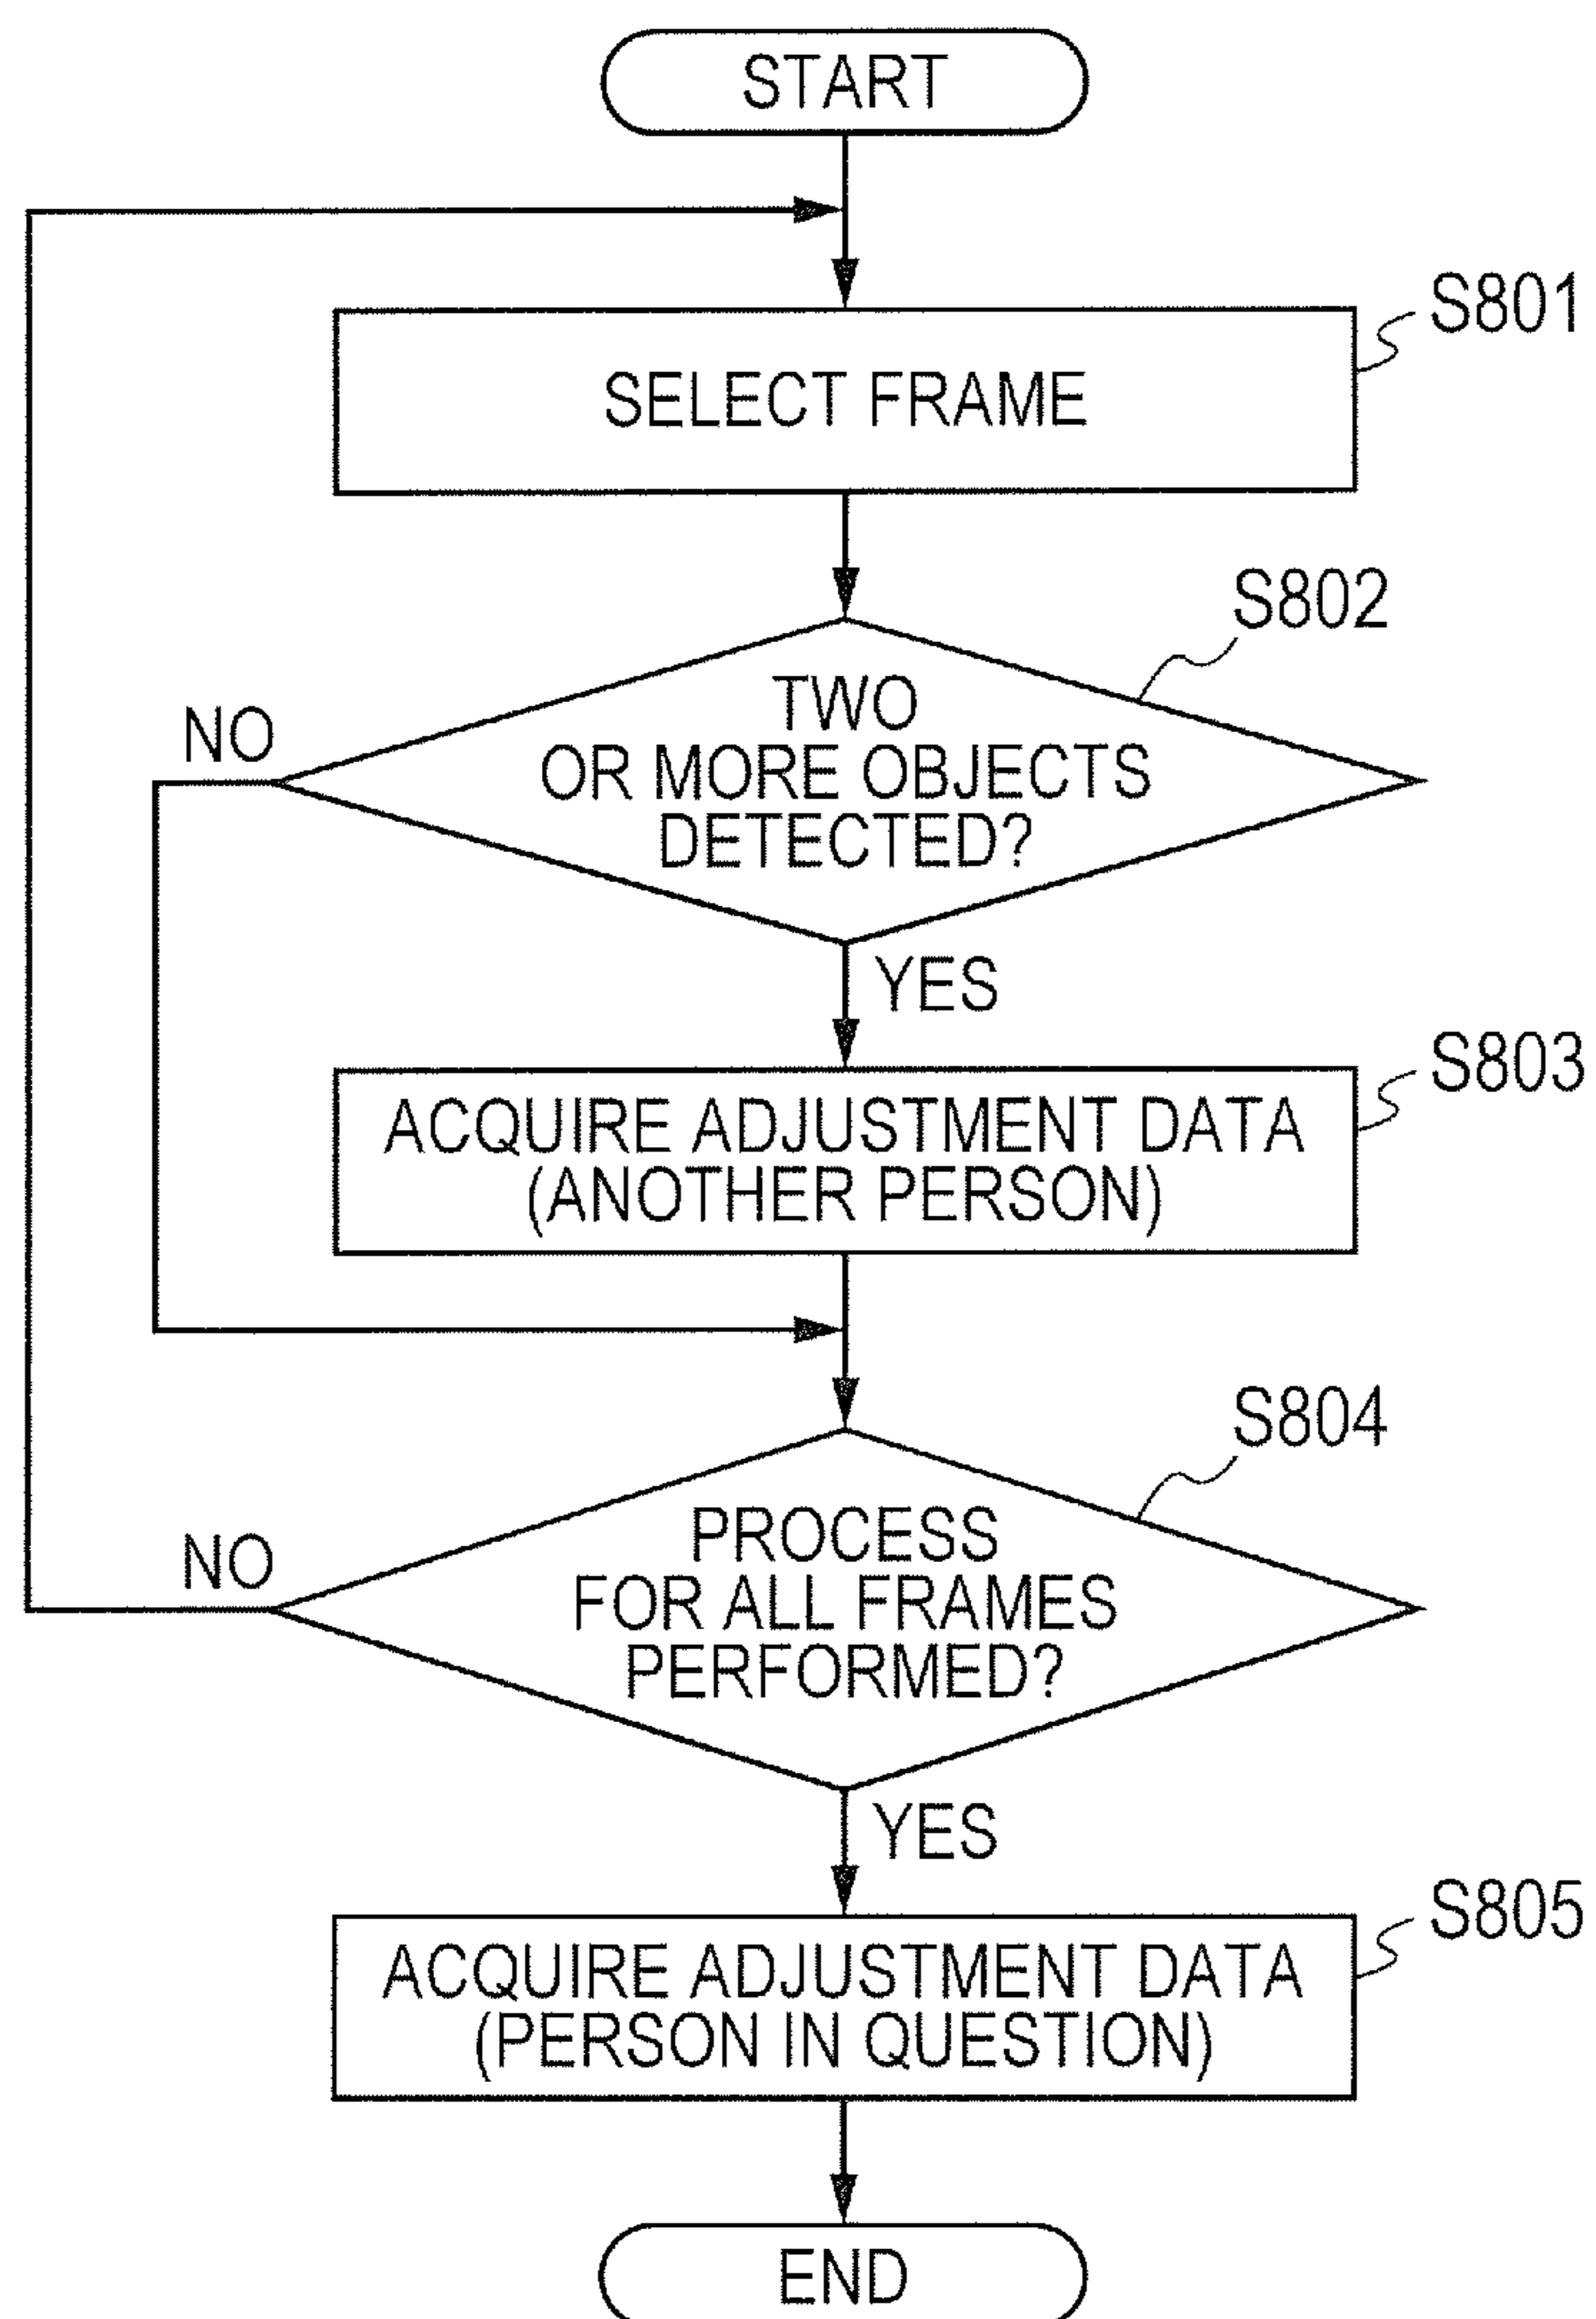 START
S801
SELECT FRAME
S802
NO
TWO
OR MORE OBJECTS
DETECTED?
YES
S803
ACQUIRE ADJUSTMENT DATA
(ANOTHER PERSON)
S804
NO
PROCESS
FOR ALL FRAMES
PERFORMED?
YES
S805
ACQUIRE ADJUSTMENT DATA
(PERSON IN QUESTION)
END